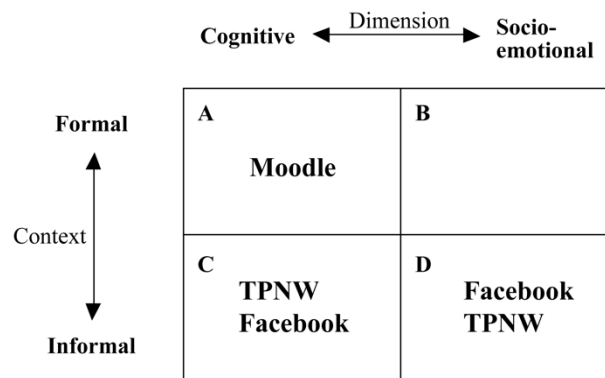 Cognitive
Dimension
Socio-
emotional
Formal
Context
Informal
A
Moodle
B
C
TPNW
Facebook
D
Facebook
TPNW